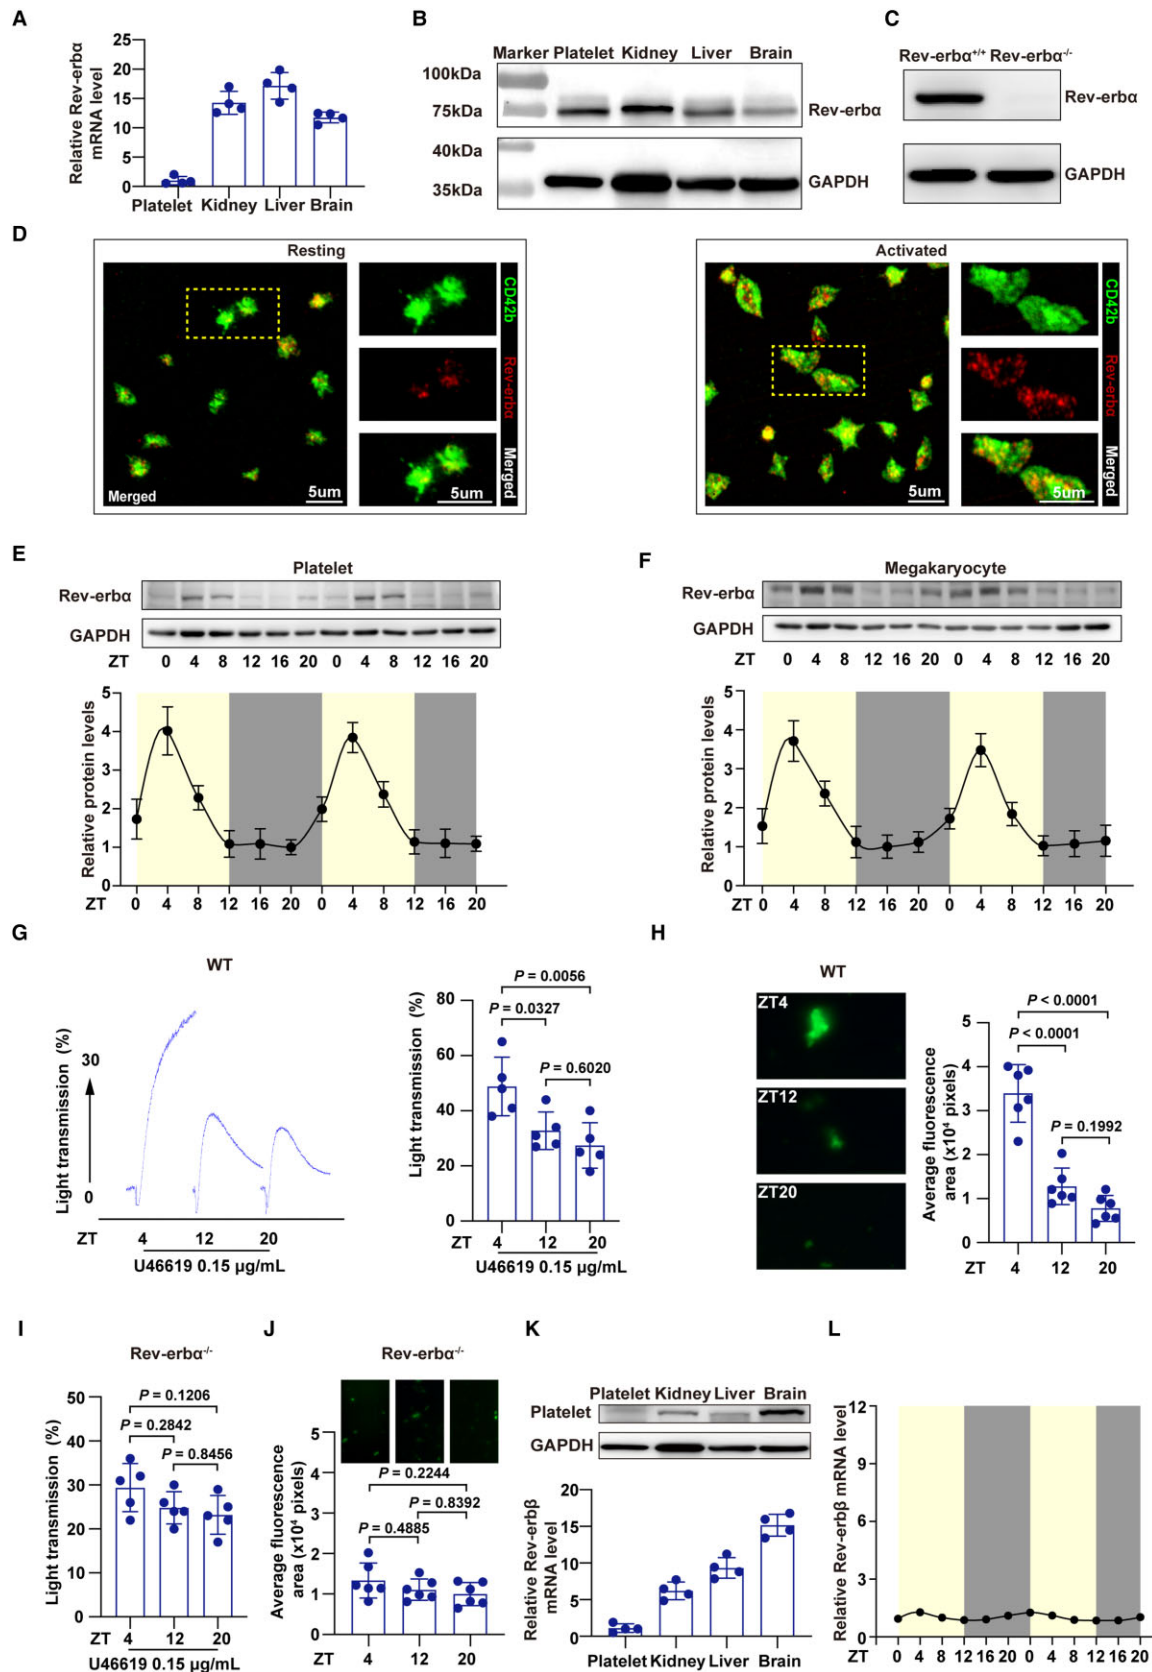 A
Relative Rev-erbα
mRNA level
25
20
15
10
5
0
Platelet Kidney Liver Brain
B
Marker Platelet Kidney Liver Brain
100kDa
75kDa
Rev-erbα
40kDa
35kDa
GAPDH
C
Rev-erbα+/+ Rev-erbα-/-
Rev-erbα
GAPDH
D
Resting
CD42b
Rev-erbα
Merged
Merged
5um
5um
Activated
CD42b
Rev-erbα
Merged
5um
5um
E
Platelet
Rev-erbα
GAPDH
ZT 0 4 8 12 16 20 0 4 8 12 16 20
Relative protein levels
5
4
3
2
1
0
ZT 0 4 8 12 16 20 0 4 8 12 16 20
F
Megakaryocyte
Rev-erbα
GAPDH
ZT 0 4 8 12 16 20 0 4 8 12 16 20
Relative protein levels
5
4
3
2
1
0
ZT 0 4 8 12 16 20 0 4 8 12 16 20
G
WT
Light transmission (%)
30
0
ZT 4 12 20
U46619 0.15 μg/mL
Light transmission (%)
80
60
40
20
0
P = 0.0056
P = 0.0327
P = 0.6020
ZT 4 12 20
U46619 0.15 μg/mL
H
WT
ZT4
ZT12
ZT20
Average fluorescence
area (x10⁴ pixels)
5
4
3
2
1
0
P < 0.0001
P < 0.0001
P = 0.1992
ZT 4 12 20
I
Rev-erbα-/-
Light transmission (%)
50
40
30
20
10
0
P = 0.1206
P = 0.2842
P = 0.8456
ZT 4 12 20
U46619 0.15 μg/mL
J
Rev-erbα-/-
Average fluorescence
area (x10⁴ pixels)
5
4
3
2
1
0
P = 0.2244
P = 0.8392
P = 0.4885
ZT 4 12 20
K
Platelet Kidney Liver Brain
Platelet
GAPDH
Relative Rev-erbβ
mRNA level
20
15
10
5
0
Platelet Kidney Liver Brain
L
Relative Rev-erbβ mRNA level
12
9
6
3
0
ZT 0 4 8 12 16 20 0 4 8 12 16 20